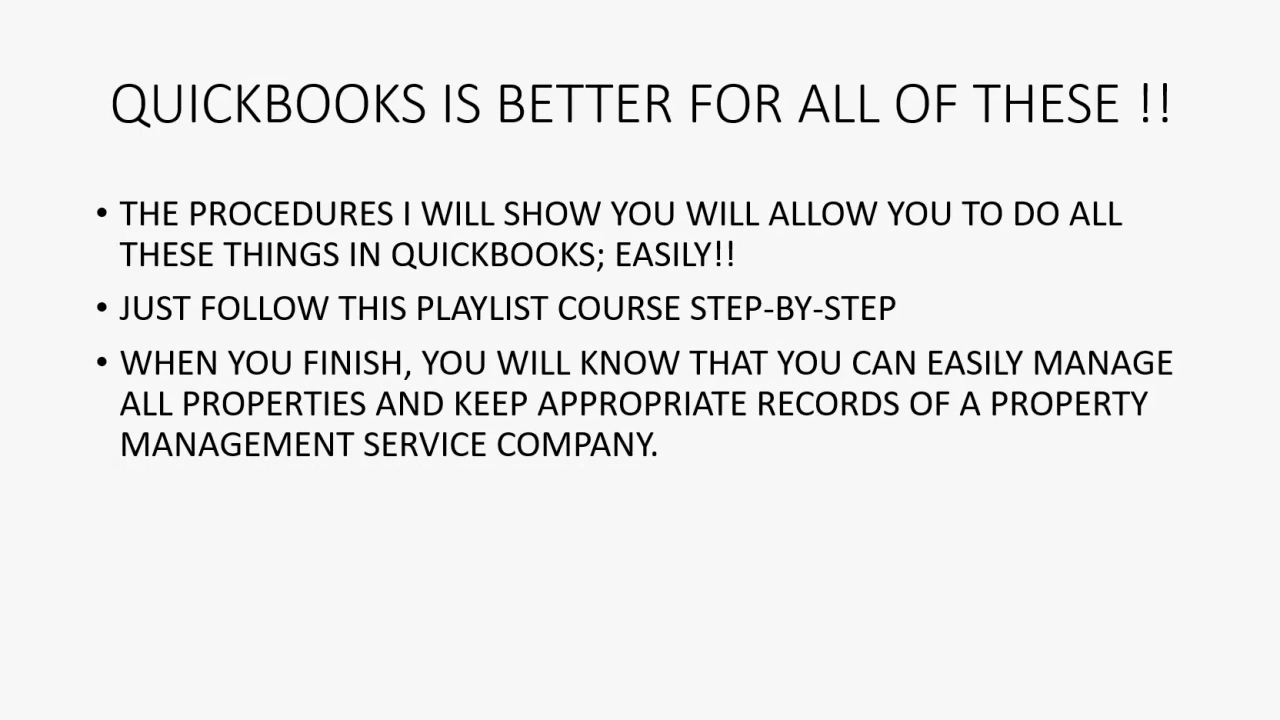 QUICKBOOKS IS BETTER FOR ALL OF THESE !!
• THE PROCEDURES I WILL SHOW YOU WILL ALLOW YOU TO DO ALL
THESE THINGS IN QUICKBOOKS; EASILY!!
• JUST FOLLOW THIS PLAYLIST COURSE STEP-BY-STEP
• WHEN YOU FINISH, YOU WILL KNOW THAT YOU CAN EASILY MANAGE
ALL PROPERTIES AND KEEP APPROPRIATE RECORDS OF A PROPERTY
MANAGEMENT SERVICE COMPANY.